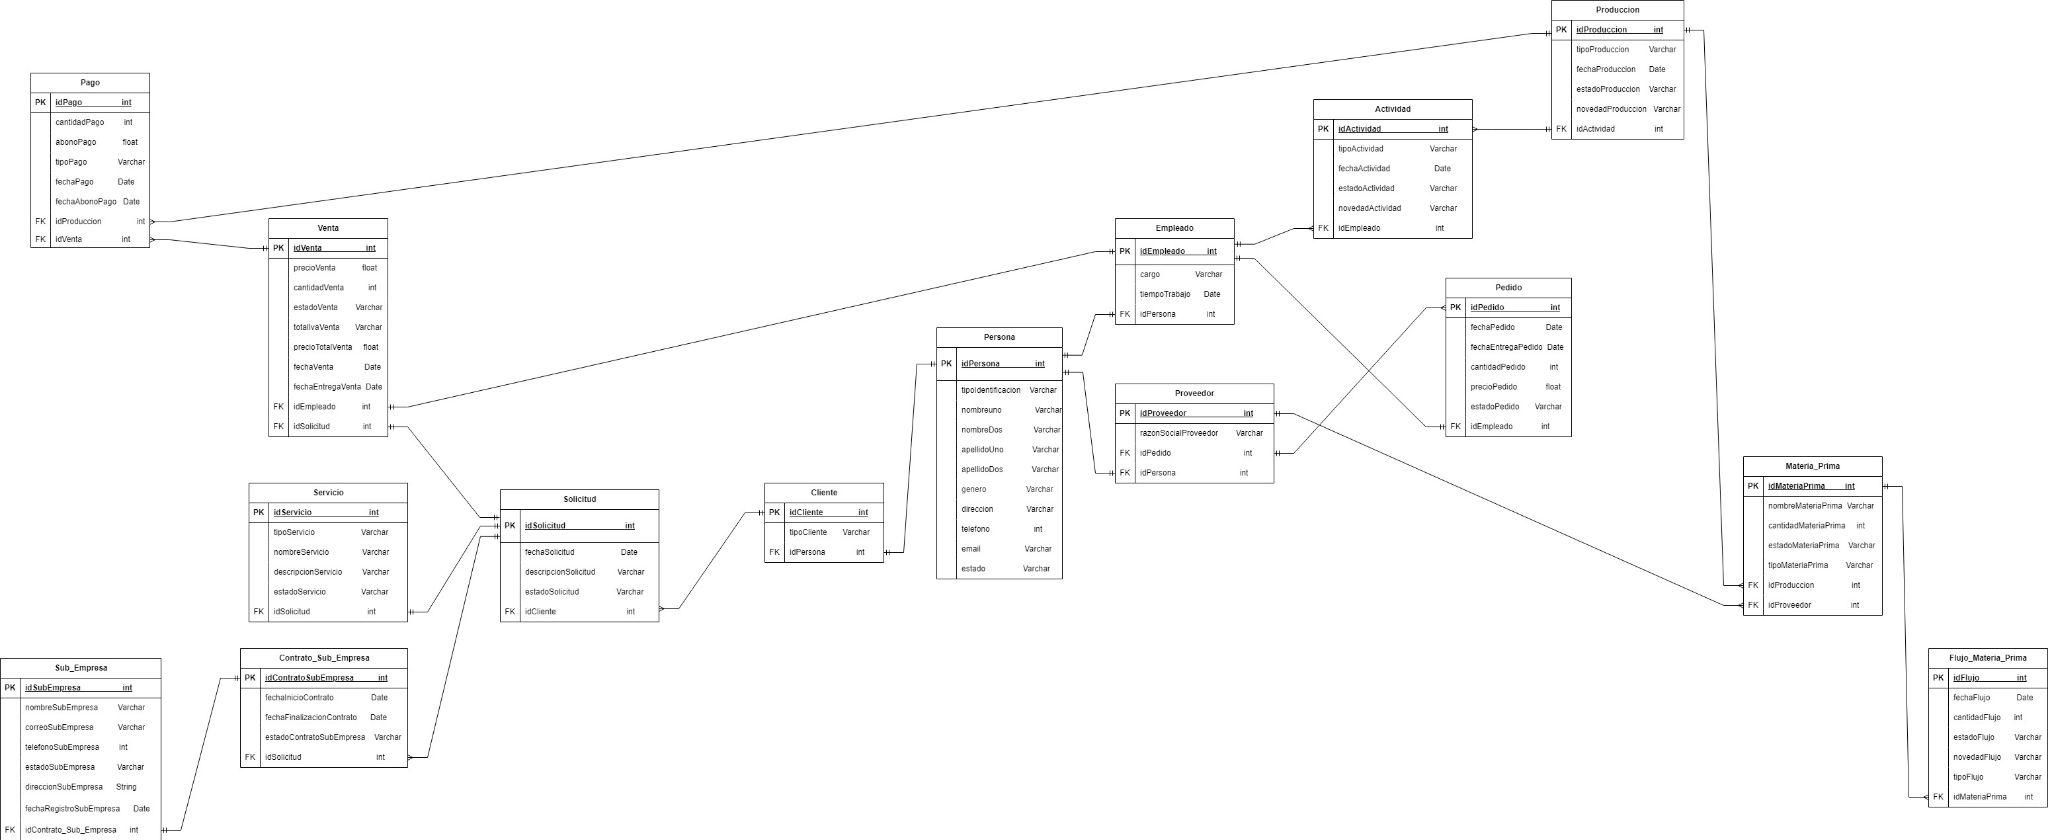 Produccion
PK idProduccion int
tipoProduccion Varchar
fechaProduccion Date
estadoProduccion Varchar
novedadProduccion Varchar
FK idActividad int
Pago
PK idPago int
cantidadPago int
abonoPago float
tipoPago Varchar
fechaPago Date
fechaAbonoPago Date
FK idProduccion int
FK idVenta int
Actividad
PK idActividad int
tipoActividad Varchar
fechaActividad Date
estadoActividad Varchar
novedadActividad Varchar
FK idEmpleado int
Venta
PK idVenta int
precioVenta float
cantidadVenta int
estadoVenta Varchar
totalIvaVenta Varchar
precioTotalVenta float
fechaVenta Date
fechaEntregaVenta Date
FK idEmpleado int
FK idSolicitud int
Empleado
PK idEmpleado int
cargo Varchar
tiempoTrabajo Date
FK idPersona int
Pedido
PK idPedido int
fechaPedido Date
fechaEntregaPedido Date
cantidadPedido int
precioPedido float
estadoPedido Varchar
FK idEmpleado int
Persona
PK idPersona int
tipoIdentificacion Varchar
nombreuno Varchar
nombreDos Varchar
apellidoUno Varchar
apellidoDos Varchar
genero Varchar
direccion Varchar
telefono int
email Varchar
estado Varchar
Proveedor
PK idProveedor int
razonSocialProveedor Varchar
FK idPedido int
FK idPersona int
Materia_Prima
PK idMateriaPrima int
nombreMateriaPrima Varchar
cantidadMateriaPrima int
estadoMateriaPrima Varchar
tipoMateriaPrima Varchar
FK idProduccion int
FK idProveedor int
Servicio
PK idServicio int
tipoServicio Varchar
nombreServicio Varchar
descripcionServicio Varchar
estadoServicio Varchar
FK idSolicitud int
Solicitud
PK idSolicitud int
fechaSolicitud Date
descripcionSolicitud Varchar
estadoSolicitud Varchar
FK idCliente int
Cliente
PK idCliente int
tipoCliente Varchar
FK idPersona int
Sub_Empresa
PK idSubEmpresa int
nombreSubEmpresa Varchar
correoSubEmpresa Varchar
telefonoSubEmpresa int
estadoSubEmpresa Varchar
direccionSubEmpresa String
fechaRegistroSubEmpresa Date
FK idContrato_Sub_Empresa int
Contrato_Sub_Empresa
PK idContratoSubEmpresa int
fechaInicioContrato Date
fechaFinalizacionContrato Date
estadoContratoSubEmpresa Varchar
FK idSolicitud int
Flujo_Materia_Prima
PK idFlujo int
fechaFlujo Date
cantidadFlujo int
estadoFlujo Varchar
novedadFlujo Varchar
tipoFlujo Varchar
FK idMateriaPrima int